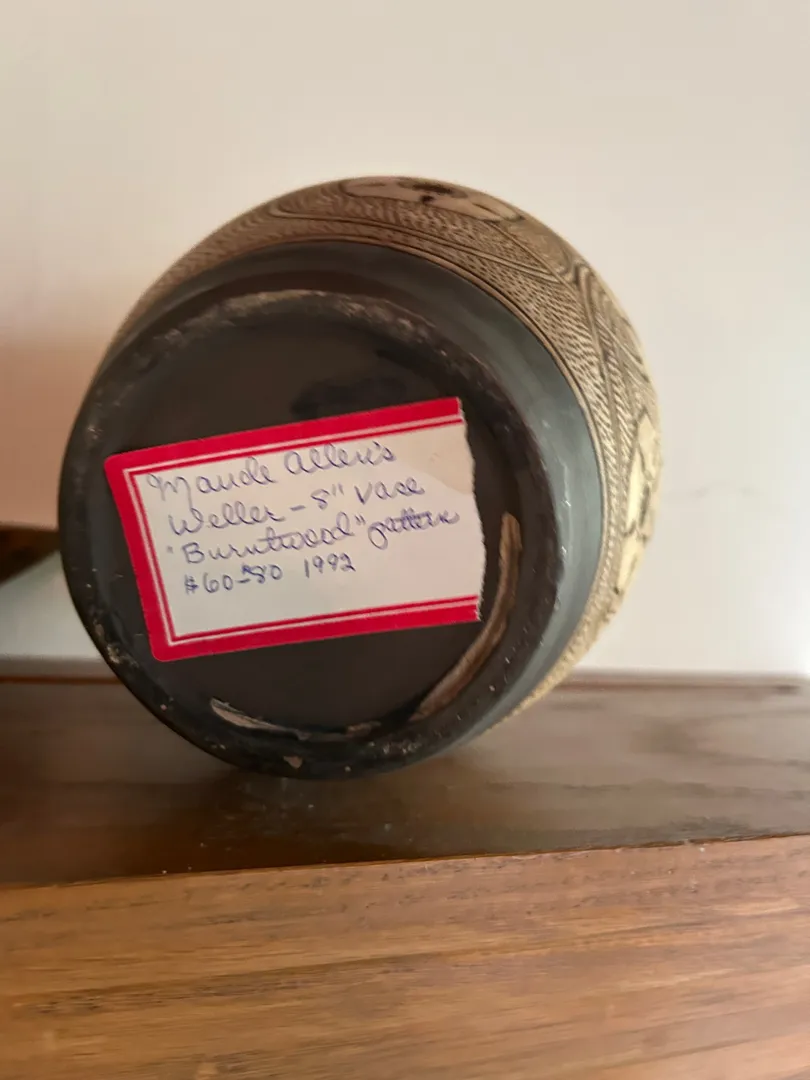 Maude Allen's
Weller - 8" vase
"Burntwood" pattern
$60-$80 1992